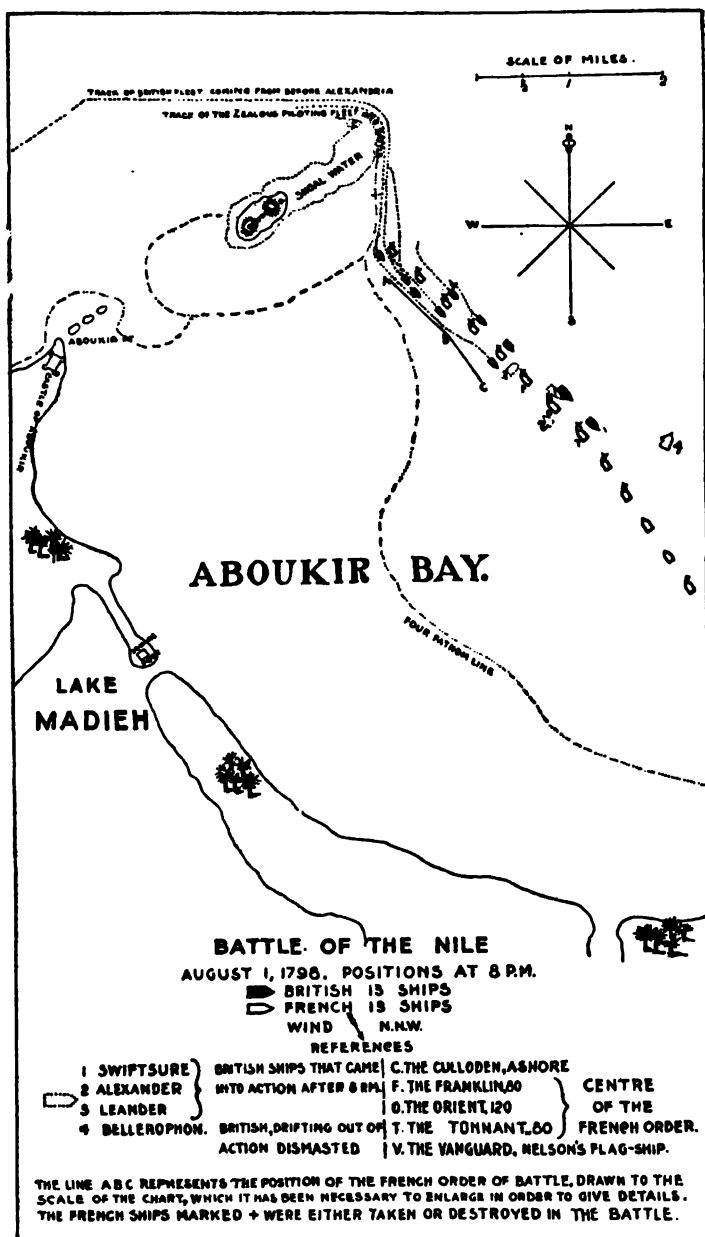 SCALE OF MILES.
½ 1 2
N
TRACK OF BRITISH FLEET COMING FROM BEFORE ALEXANDRIA
TRACK OF THE ZEALOUS PILOTING FLEET
SHOAL WATER
W E
S
A
B
C
ABOUKIR
CASTLE OF ABOUKIR
4
ABOUKIR BAY.
FOUR FATHOM LINE
LAKE
MADIEH
BATTLE OF THE NILE
AUGUST 1, 1798. POSITIONS AT 8 P.M.
BRITISH 13 SHIPS
FRENCH 13 SHIPS
WIND N.N.W.
REFERENCES
1 SWIFTSURE BRITISH SHIPS THAT CAME C. THE CULLODEN, ASHORE
2 ALEXANDER INTO ACTION AFTER 8 P.M. F. THE FRANKLIN, 80 CENTRE
3 LEANDER O. THE ORIENT, 120 OF THE
4 BELLEROPHON. BRITISH, DRIFTING OUT OF T. THE TONNANT, 80 FRENCH ORDER.
ACTION DISMASTED V. THE VANGUARD, NELSON'S FLAG-SHIP.
THE LINE ABC REPRESENTS THE POSITION OF THE FRENCH ORDER OF BATTLE, DRAWN TO THE
SCALE OF THE CHART, WHICH IT HAS BEEN NECESSARY TO ENLARGE IN ORDER TO GIVE DETAILS.
THE FRENCH SHIPS MARKED + WERE EITHER TAKEN OR DESTROYED IN THE BATTLE.